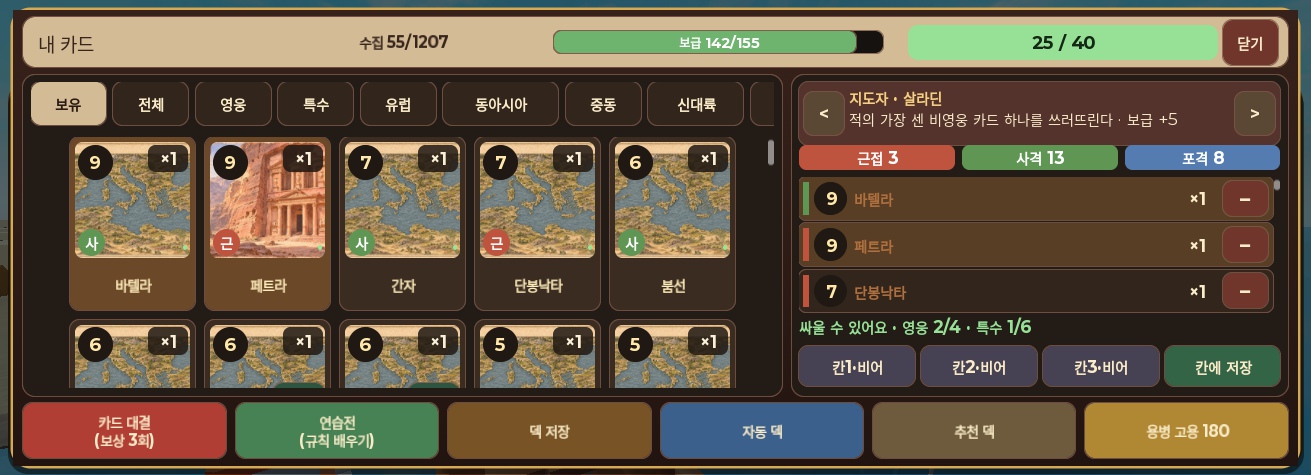 내 카드
수집 55/1207
보급 142/155
25 / 40
닫기
보유
전체
영웅
특수
유럽
동아시아
중동
신대륙
<
지도자 · 살라딘
적의 가장 센 비영웅 카드 하나를 쓰러뜨린다 · 보급 +5
>
근접 3
사격 13
포격 8
9
×1
사
바텔라
9
×1
근
페트라
7
×1
사
간자
7
×1
근
단봉낙타
6
×1
사
붐선
6
×1
6
×1
6
×1
5
×1
5
×1
9 바텔라 ×1 −
9 페트라 ×1 −
7 단봉낙타 ×1 −
싸울 수 있어요 · 영웅 2/4 · 특수 1/6
칸1·비어
칸2·비어
칸3·비어
칸에 저장
카드 대결
(보상 3회)
연습전
(규칙 배우기)
덱 저장
자동 덱
추천 덱
용병 고용 180